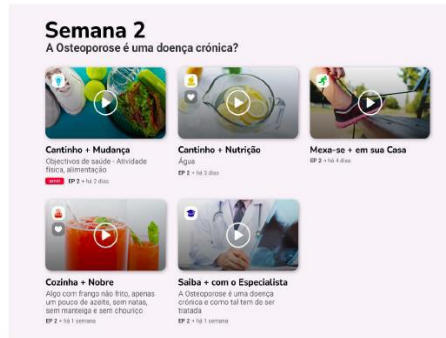 Semana 2
A Osteoporose é uma doença crónica?
Cantinho + Mudança
Objectivos de saúde - Atividade
física, alimentação
EP 2 • há 2 dias
Cantinho + Nutrição
Água
EP 2 • há 3 dias
Mexa-se + em sua Casa
EP 2 • há 4 dias
Cozinha + Nobre
Algo com frango não frito, apenas
um pouco de azeite, sem natas,
sem manteiga e sem chouriço
EP 2 • há 1 semana
Saiba + com o Especialista
A Osteoporose é uma doença
crónica e como tal tem de ser
tratada
EP 2 • há 1 semana